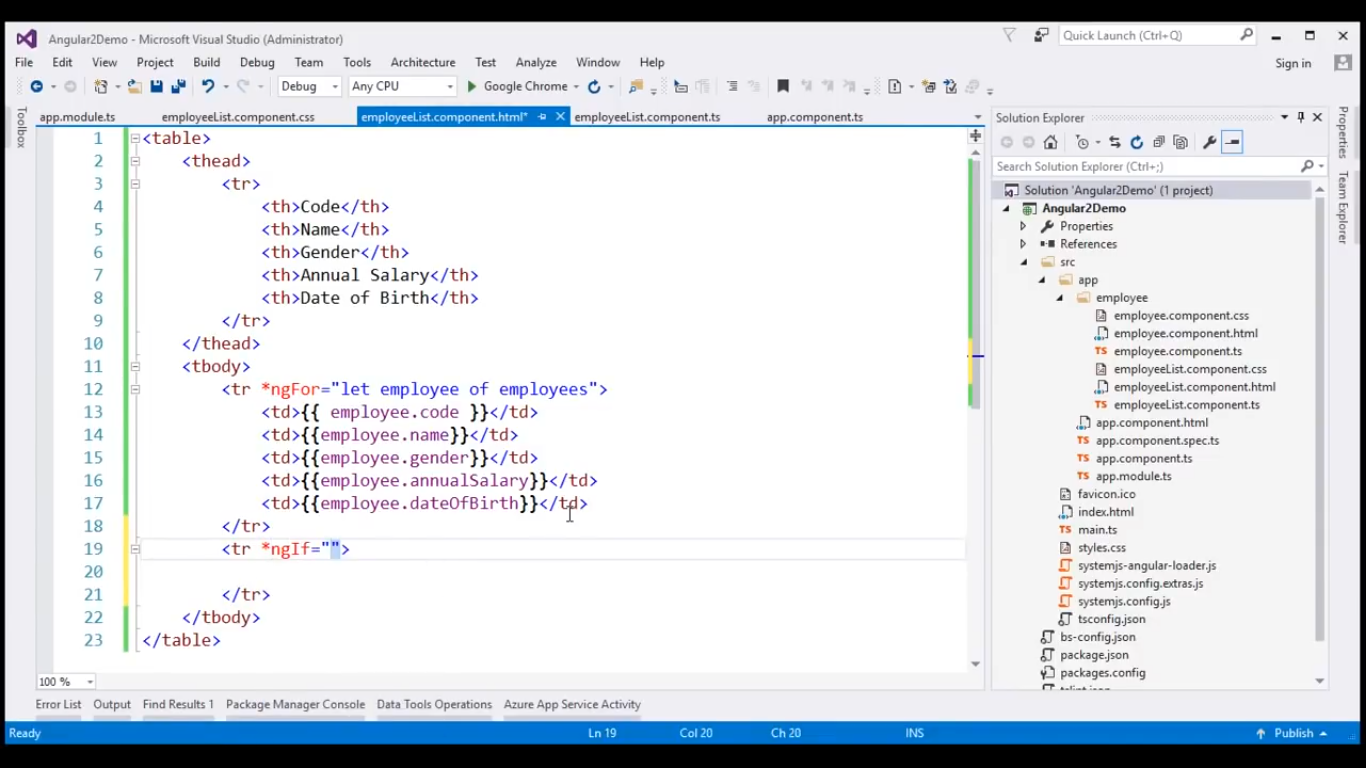 Angular2Demo - Microsoft Visual Studio (Administrator)
Quick Launch (Ctrl+Q)
File Edit View Project Build Debug Team Tools Architecture Test Analyze Window Help
Sign in
Debug Any CPU Google Chrome
Toolbox
app.module.ts employeeList.component.css employeeList.component.html* employeeList.component.ts app.component.ts
1 <table>
2 <thead>
3 <tr>
4 <th>Code</th>
5 <th>Name</th>
6 <th>Gender</th>
7 <th>Annual Salary</th>
8 <th>Date of Birth</th>
9 </tr>
10 </thead>
11 <tbody>
12 <tr *ngFor="let employee of employees">
13 <td>{{ employee.code }}</td>
14 <td>{{employee.name}}</td>
15 <td>{{employee.gender}}</td>
16 <td>{{employee.annualSalary}}</td>
17 <td>{{employee.dateOfBirth}}</td>
18 </tr>
19 <tr *ngIf="">
20
21 </tr>
22 </tbody>
23 </table>
100 %
Solution Explorer
Search Solution Explorer (Ctrl+;)
Solution 'Angular2Demo' (1 project)
Angular2Demo
Properties
References
src
app
employee
employee.component.css
employee.component.html
employee.component.ts
employeeList.component.css
employeeList.component.html
employeeList.component.ts
app.component.html
app.component.spec.ts
app.component.ts
app.module.ts
favicon.ico
index.html
main.ts
styles.css
systemjs-angular-loader.js
systemjs.config.extras.js
systemjs.config.js
tsconfig.json
bs-config.json
package.json
packages.config
Properties
Team Explorer
Error List Output Find Results 1 Package Manager Console Data Tools Operations Azure App Service Activity
Ready Ln 19 Col 20 Ch 20 INS Publish